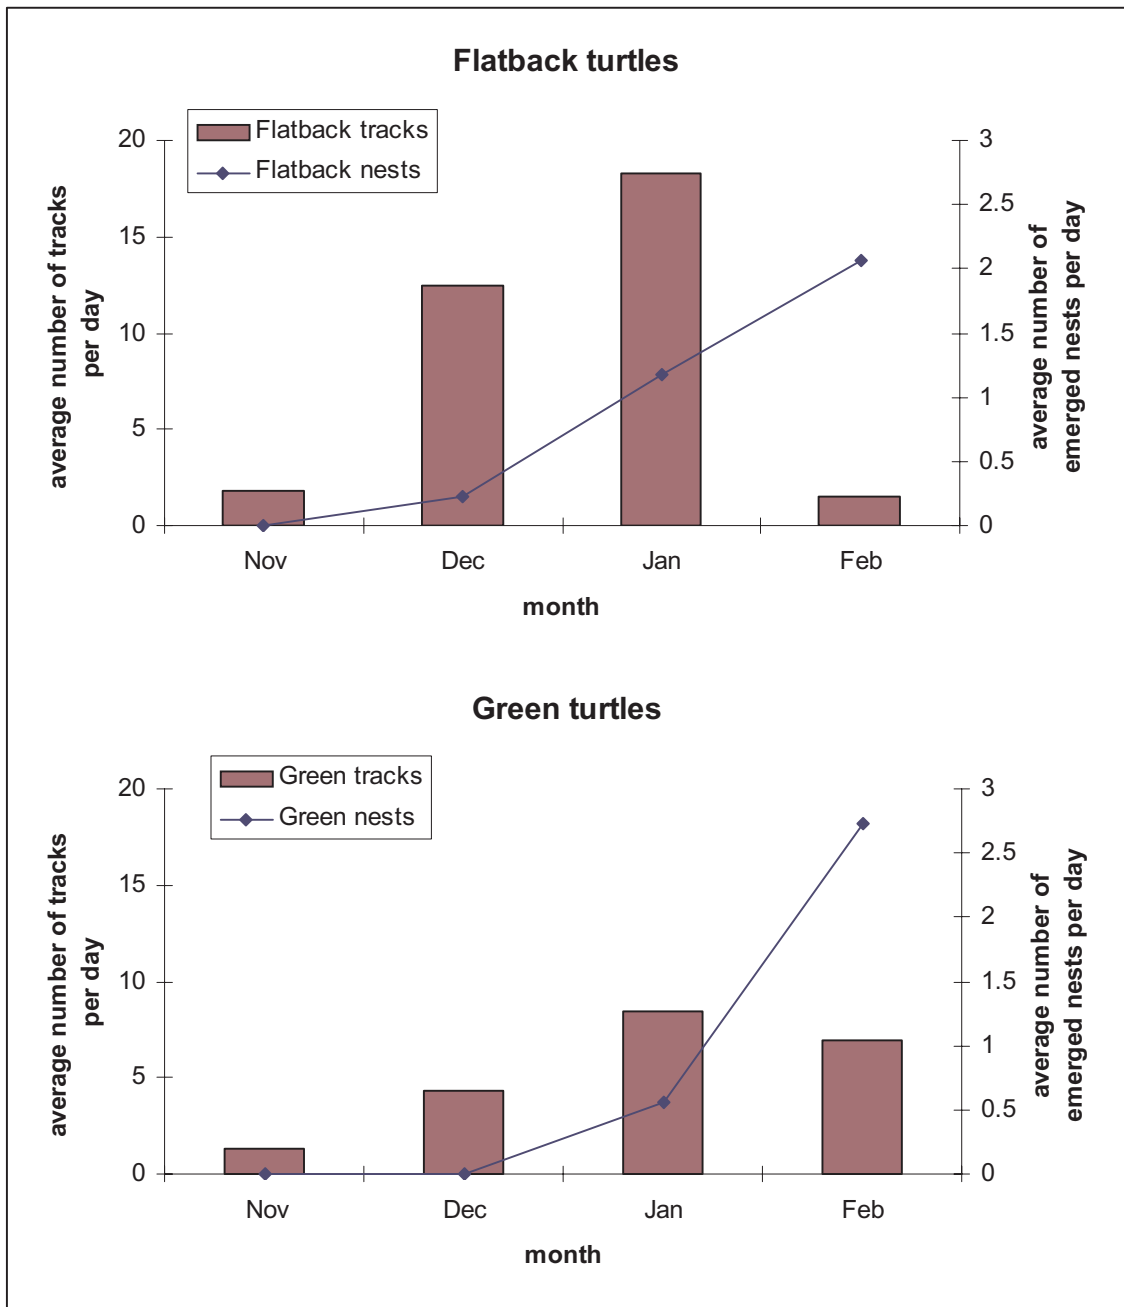 Flatback turtles
Flatback tracks
Flatback nests
20
15
10
5
0
average number of tracks
per day
3
2.5
2
1.5
1
0.5
0
average number of
emerged nests per day
Nov Dec Jan Feb
month
Green turtles
Green tracks
Green nests
20
15
10
5
0
average number of tracks
per day
3
2.5
2
1.5
1
0.5
0
average number of
emerged nests per day
Nov Dec Jan Feb
month